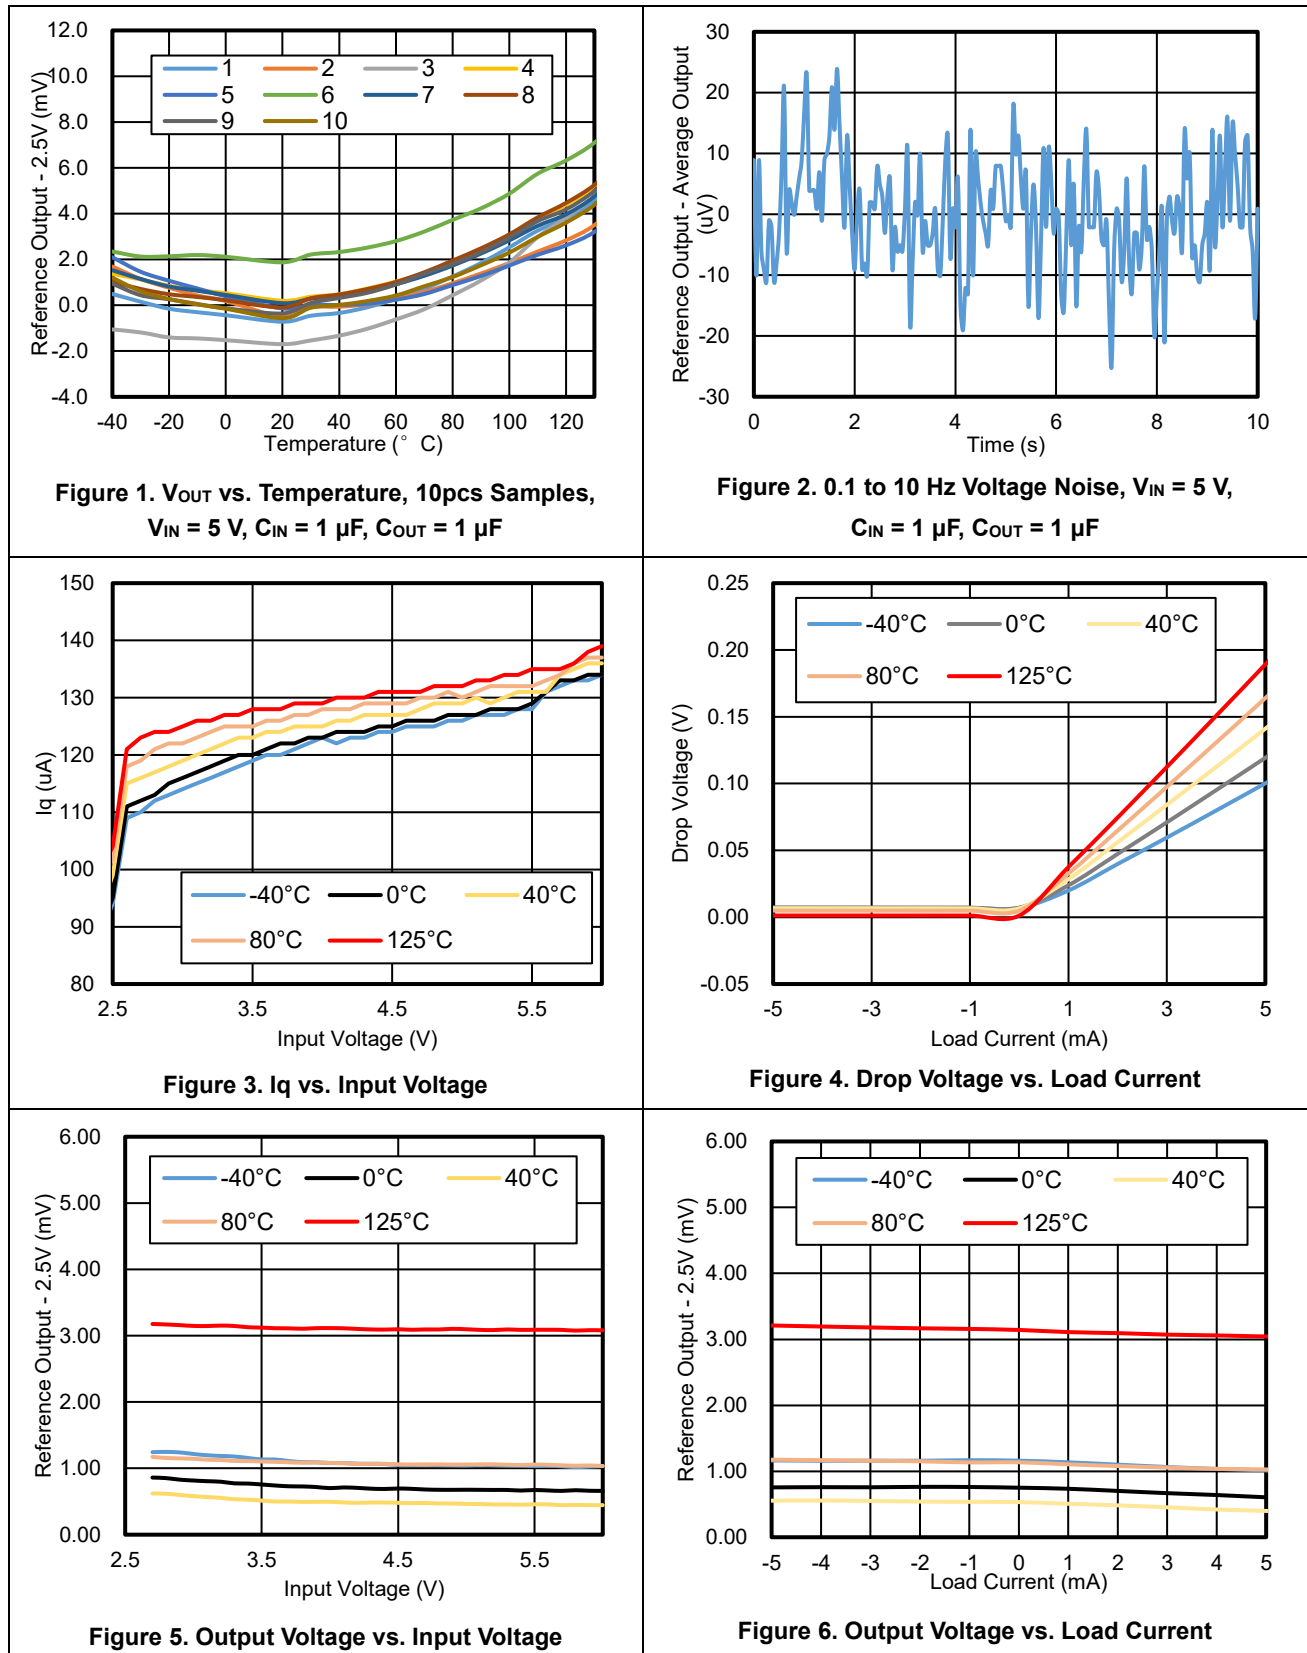 12.0
10.0
8.0
6.0
4.0
2.0
0.0
-2.0
-4.0
Reference Output - 2.5V (mV)
1 2 3 4
5 6 7 8
9 10
-40 -20 0 20 40 60 80 100 120
Temperature (° C)
Figure 1. VOUT vs. Temperature, 10pcs Samples,
VIN = 5 V, CIN = 1 µF, COUT = 1 µF
30
20
10
0
-10
-20
-30
Reference Output - Average Output
(uV)
0 2 4 6 8 10
Time (s)
Figure 2. 0.1 to 10 Hz Voltage Noise, VIN = 5 V,
CIN = 1 µF, COUT = 1 µF
150
140
130
120
110
100
90
80
Iq (uA)
-40°C 0°C 40°C
80°C 125°C
2.5 3.5 4.5 5.5
Input Voltage (V)
Figure 3. Iq vs. Input Voltage
0.25
0.20
0.15
0.10
0.05
0.00
-0.05
Drop Voltage (V)
-40°C 0°C 40°C
80°C 125°C
-5 -3 -1 1 3 5
Load Current (mA)
Figure 4. Drop Voltage vs. Load Current
6.00
5.00
4.00
3.00
2.00
1.00
0.00
Reference Output - 2.5V (mV)
-40°C 0°C 40°C
80°C 125°C
2.5 3.5 4.5 5.5
Input Voltage (V)
Figure 5. Output Voltage vs. Input Voltage
6.00
5.00
4.00
3.00
2.00
1.00
0.00
Reference Output - 2.5V (mV)
-40°C 0°C 40°C
80°C 125°C
-5 -4 -3 -2 -1 0 1 2 3 4 5
Load Current (mA)
Figure 6. Output Voltage vs. Load Current